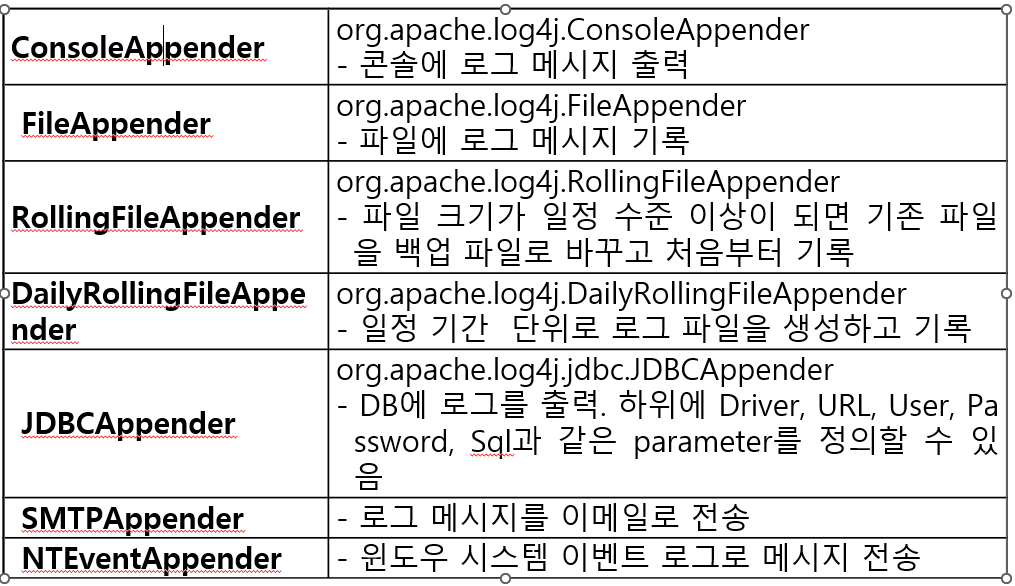 ConsoleAppender
org.apache.log4j.ConsoleAppender
- 콘솔에 로그 메시지 출력
FileAppender
org.apache.log4j.FileAppender
- 파일에 로그 메시지 기록
RollingFileAppender
org.apache.log4j.RollingFileAppender
- 파일 크기가 일정 수준 이상이 되면 기존 파일
을 백업 파일로 바꾸고 처음부터 기록
DailyRollingFileAppe
nder
org.apache.log4j.DailyRollingFileAppender
- 일정 기간 단위로 로그 파일을 생성하고 기록
JDBCAppender
org.apache.log4j.jdbc.JDBCAppender
- DB에 로그를 출력. 하위에 Driver, URL, User, Pa
ssword, Sql과 같은 parameter를 정의할 수 있
음
SMTPAppender
- 로그 메시지를 이메일로 전송
NTEventAppender
- 윈도우 시스템 이벤트 로그로 메시지 전송